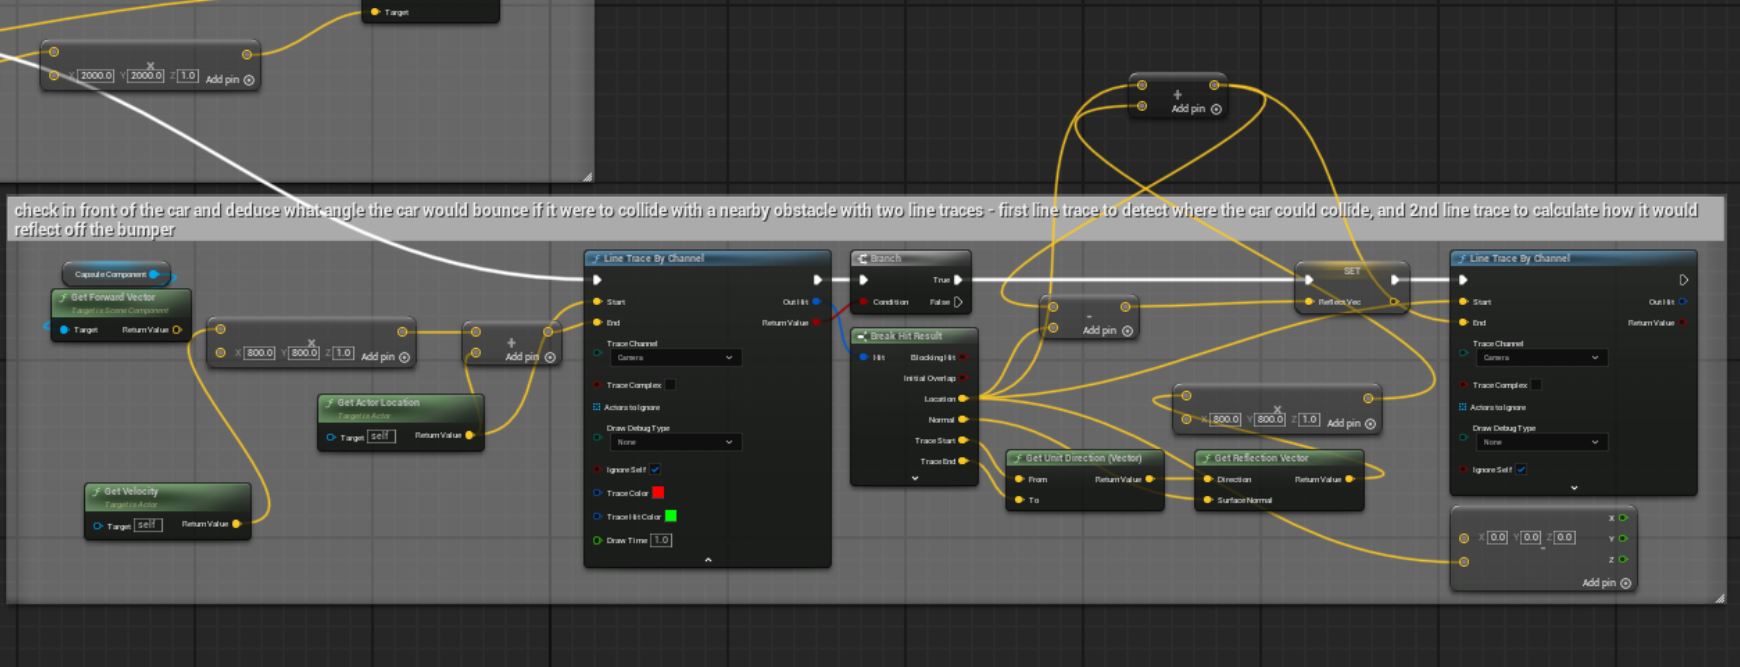 Target
X 2000.0 Y 2000.0 Z 1.0 Add pin
Add pin
check in front of the car and deduce what angle the car would bounce if it were to collide with a nearby obstacle with two line traces - first line trace to detect where the car could collide, and 2nd line trace to calculate how it would
reflect off the bumper
Capsule Component
Get Forward Vector
Target is Scene Component
Target Return Value
X 800.0 Y 800.0 Z 1.0 Add pin
Add pin
Get Actor Location
Target is Actor
Target self Return Value
Get Velocity
Target is Actor
Target self Return Value
Line Trace By Channel
Start Out Hit
End Return Value
Trace Channel
Camera
Trace Complex
Actors to Ignore
Draw Debug Type
None
Ignore Self
Trace Color
Trace Hit Color
Draw Time 1.0
Branch
True
Condition False
Break Hit Result
Hit Blocking Hit
Initial Overlap
Location
Normal
Trace Start
Trace End
Add pin
Get Unit Direction (Vector)
From Return Value
To
Get Reflection Vector
Direction Return Value
Surface Normal
X 800.0 Y 800.0 Z 1.0 Add pin
SET
Reflect Vec
Line Trace By Channel
Start Out Hit
End Return Value
Trace Channel
Camera
Trace Complex
Actors to Ignore
Draw Debug Type
None
Ignore Self
X 0.0 Y 0.0 Z 0.0
X
Y
Z
Add pin